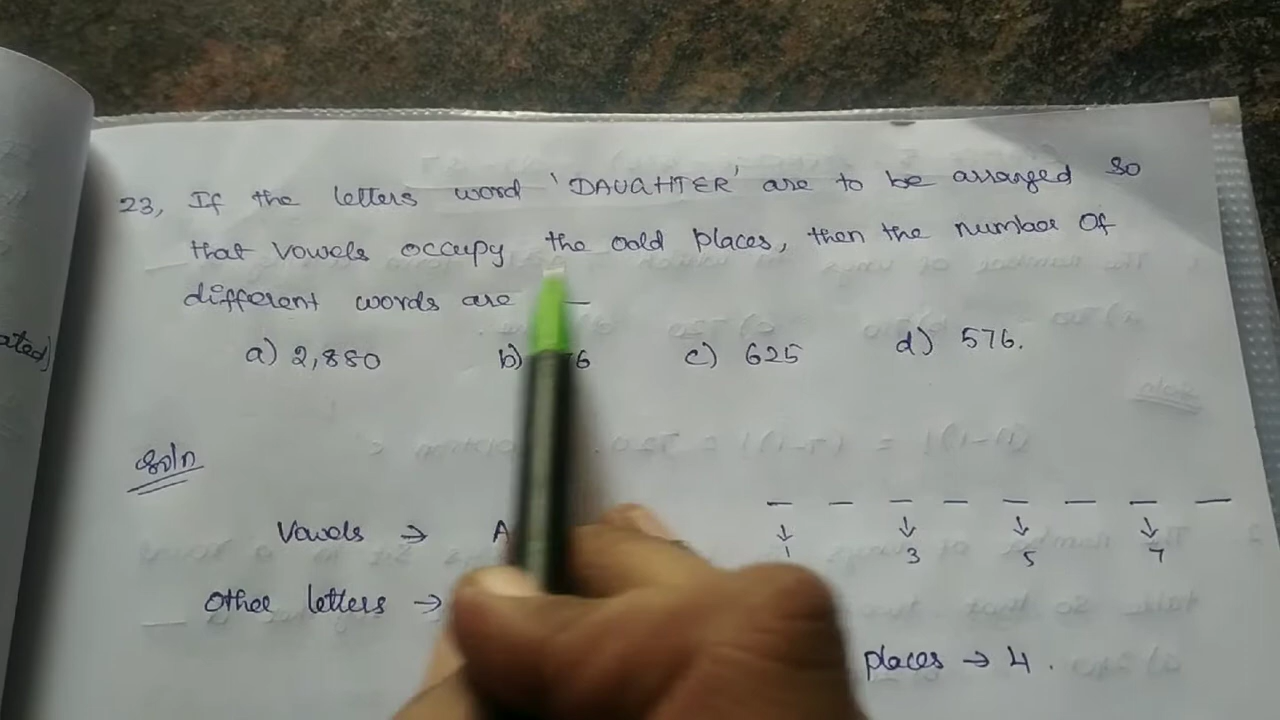 23, If the letters word 'DAUGHTER' are to be arranged so
that vowels occupy the odd places, then the number of
different words are —
a) 2,880 b) 6 c) 625 d) 576.
ated)
Soln
Vowels → A
1 3 5 7
Other letters →
places → 4.